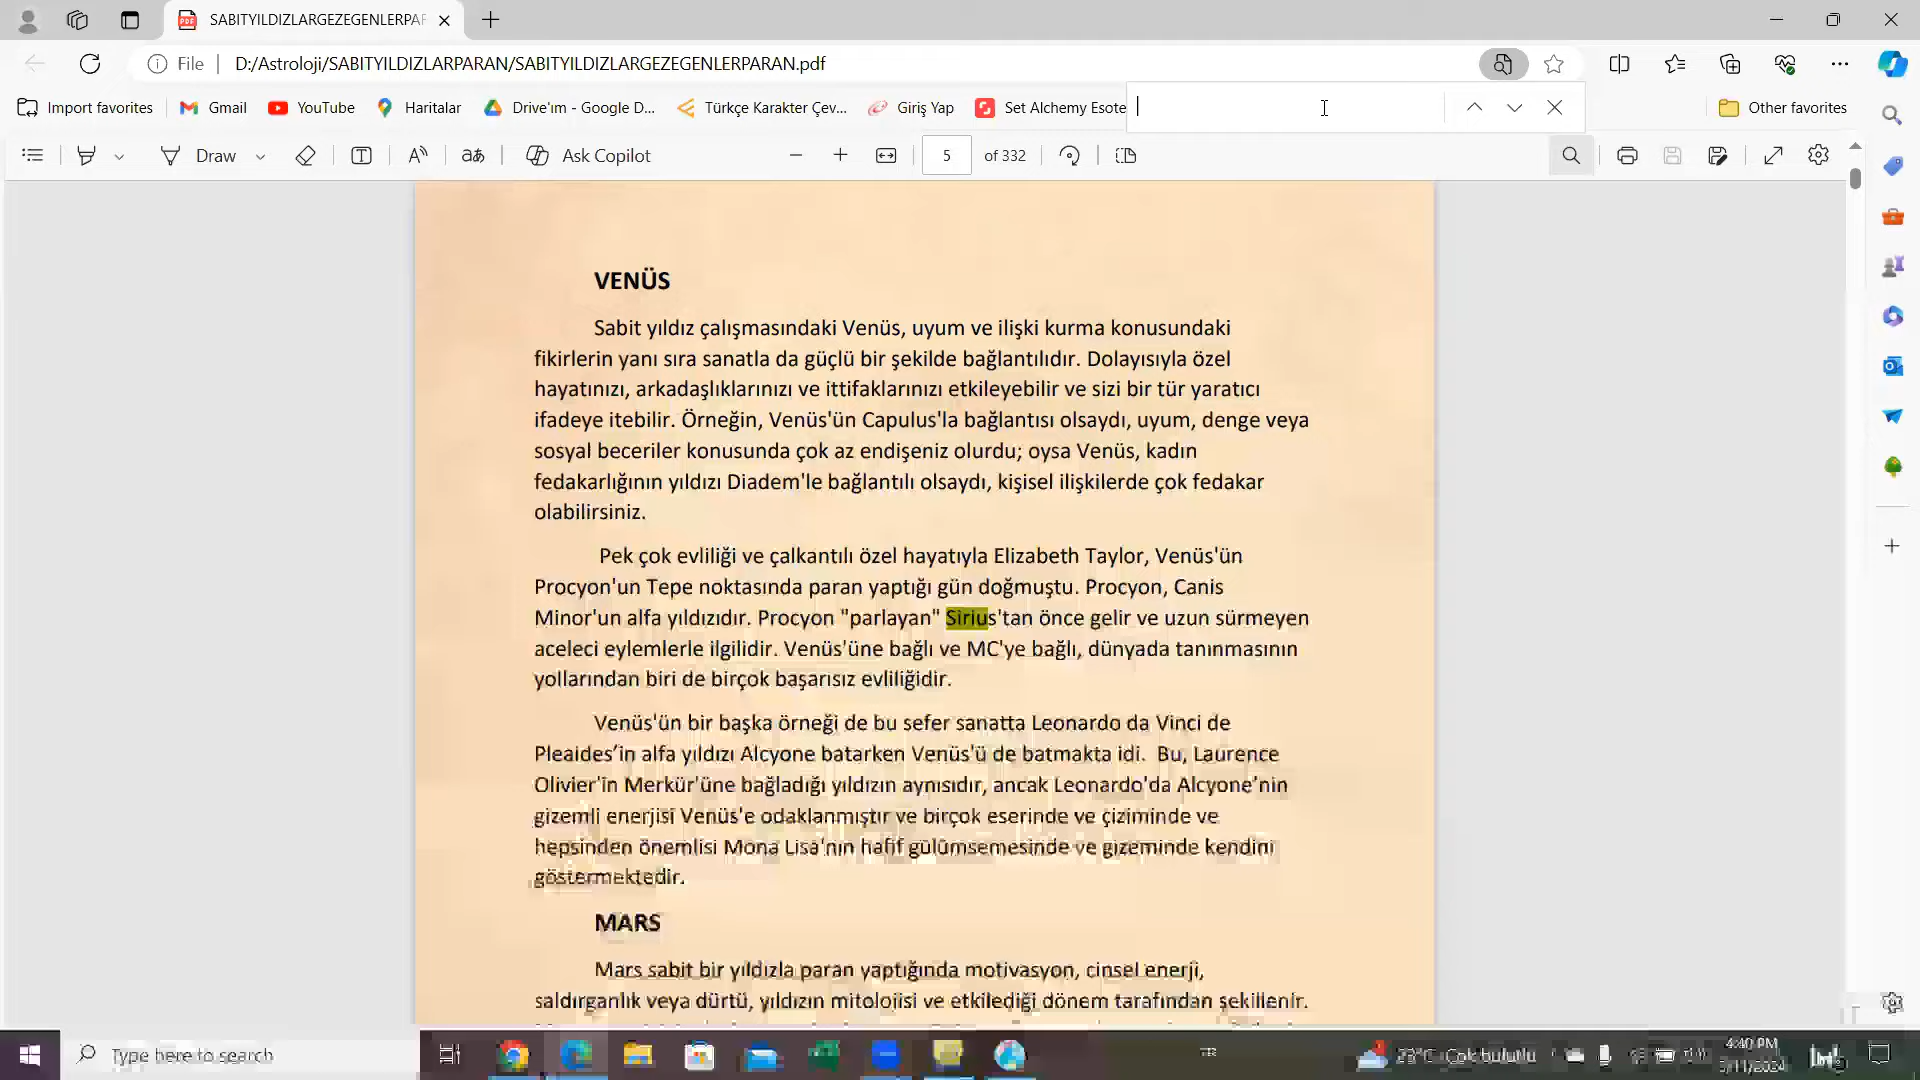 SABITYILDIZLARGEZEGENLERPAR
File
D:/Astroloji/SABITYILDIZLARPARAN/SABITYILDIZLARGEZEGENLERPARAN.pdf
Import favorites
Gmail
YouTube
Haritalar
Drive'ım - Google D...
Türkçe Karakter Çev...
Giriş Yap
Set Alchemy Esote
Other favorites
Draw
Ask Copilot
5 of 332
VENÜS
Sabit yıldız çalışmasındaki Venüs, uyum ve ilişki kurma konusundaki
fikirlerin yanı sıra sanatla da güçlü bir şekilde bağlantılıdır. Dolayısıyla özel
hayatınızı, arkadaşlıklarınızı ve ittifaklarınızı etkileyebilir ve sizi bir tür yaratıcı
ifadeye itebilir. Örneğin, Venüs'ün Capulus'la bağlantısı olsaydı, uyum, denge veya
sosyal beceriler konusunda çok az endişeniz olurdu; oysa Venüs, kadın
fedakarlığının yıldızı Diadem'le bağlantılı olsaydı, kişisel ilişkilerde çok fedakar
olabilirsiniz.
Pek çok evliliği ve çalkantılı özel hayatıyla Elizabeth Taylor, Venüs'ün
Procyon'un Tepe noktasında paran yaptığı gün doğmuştu. Procyon, Canis
Minor'un alfa yıldızıdır. Procyon "parlayan" Sirius'tan önce gelir ve uzun sürmeyen
aceleci eylemlerle ilgilidir. Venüs'üne bağlı ve MC'ye bağlı, dünyada tanınmasının
yollarından biri de birçok başarısız evliliğidir.
Venüs'ün bir başka örneği de bu sefer sanatta Leonardo da Vinci de
Pleaides’in alfa yıldızı Alcyone batarken Venüs'ü de batmakta idi. Bu, Laurence
Olivier'in Merkür'üne bağladığı yıldızın aynısıdır, ancak Leonardo'da Alcyone'nin
gizemli enerjisi Venüs'e odaklanmıştır ve birçok eserinde ve çiziminde ve
hepsinden önemlisi Mona Lisa'nın hafif gülümsemesinde ve gizeminde kendini
göstermektedir.
MARS
Mars sabit bir yıldızla paran yaptığında motivasyon, cinsel enerji,
saldırganlık veya dürtü, yıldızın mitolojisi ve etkilediği dönem tarafından şekillenir.
Type here to search
23°C Çok bulutlu
4:40 PM